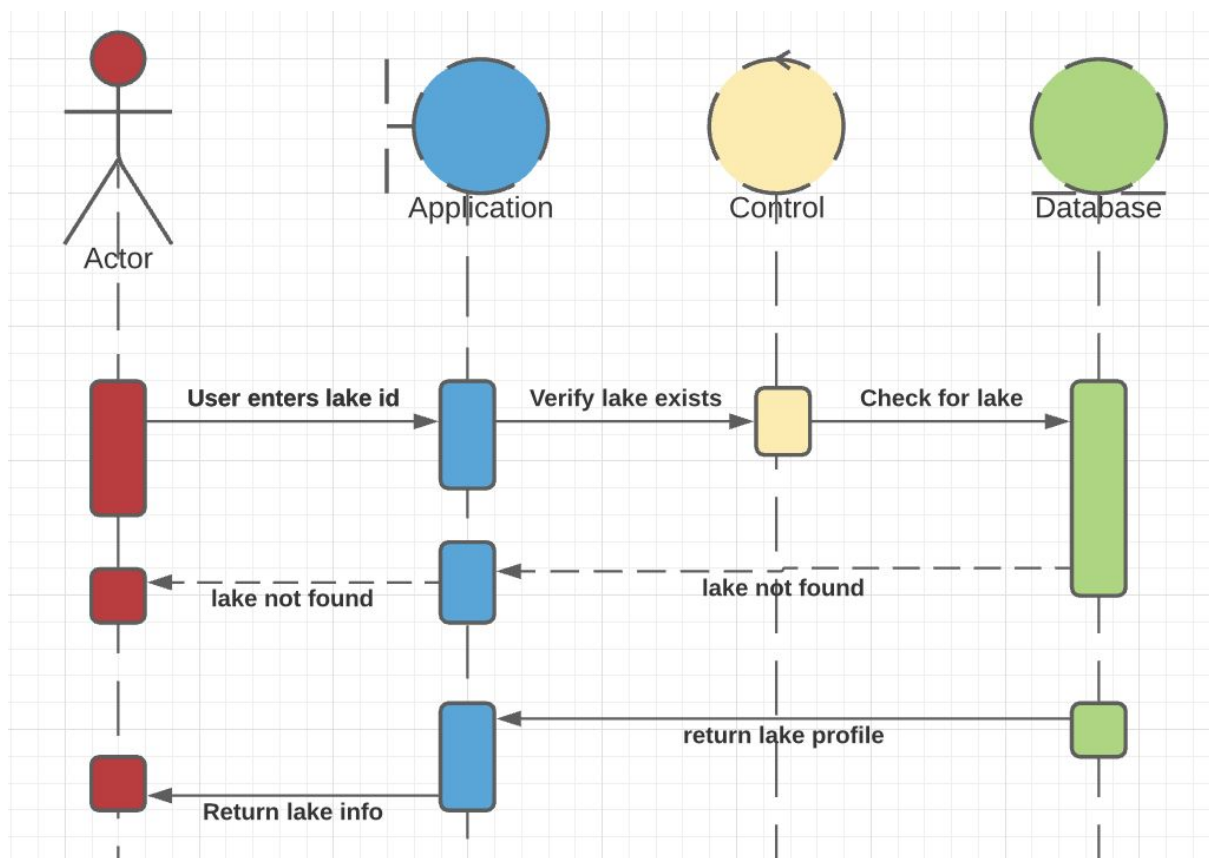 Application
Control
Database
Actor
User enters lake id
Verify lake exists
Check for lake
lake not found
lake not found
return lake profile
Return lake info